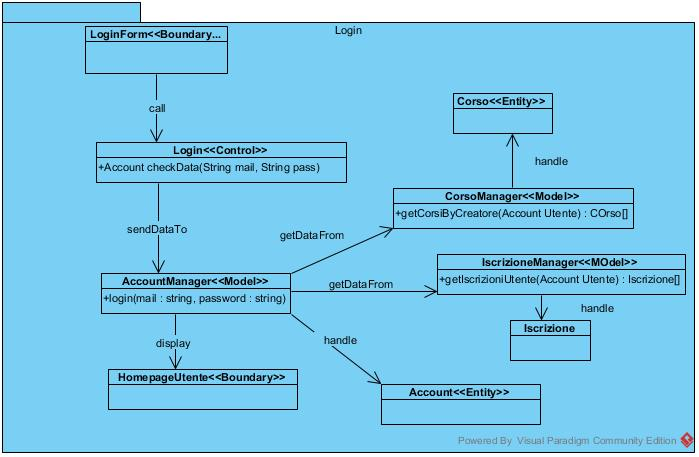 Login
LoginForm<<Boundary...
call
Login<<Control>>
+Account checkData(String mail, String pass)
sendDataTo
Corso<<Entity>>
handle
CorsoManager<<Model>>
+getCorsiByCreatore(Account Utente) : COrso[]
getDataFrom
IscrizioneManager<<MOdel>>
+getIscrizioniUtente(Account Utente) : Iscrizione[]
getDataFrom
AccountManager<<Model>>
+login(mail : string, password : string)
handle
Iscrizione
display
handle
HomepageUtente<<Boundary>>
Account<<Entity>>
Powered By Visual Paradigm Community Edition